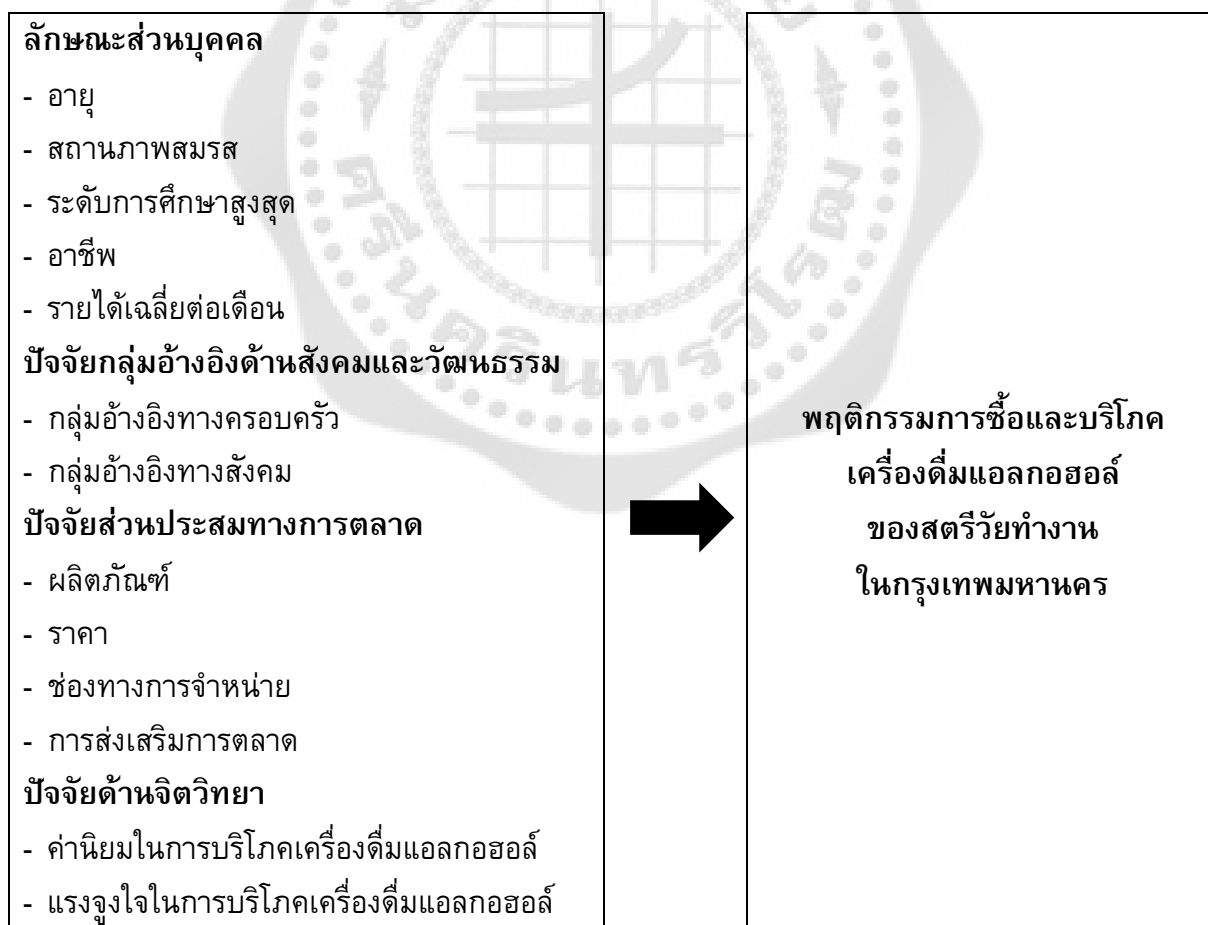 ลักษณะส่วนบุคคล
- อายุ
- สถานภาพสมรส
- ระดับการศึกษาสูงสุด
- อาชีพ
- รายได้เฉลี่ยต่อเดือน
ปัจจัยกลุ่มอ้างอิงด้านสังคมและวัฒนธรรม
- กลุ่มอ้างอิงทางครอบครัว
- กลุ่มอ้างอิงทางสังคม
ปัจจัยส่วนประสมทางการตลาด
- ผลิตภัณฑ์
- ราคา
- ช่องทางการจำหน่าย
- การส่งเสริมการตลาด
ปัจจัยด้านจิตวิทยา
- ค่านิยมในการบริโภคเครื่องดื่มแอลกอฮอล์
- แรงจูงใจในการบริโภคเครื่องดื่มแอลกอฮอล์
พฤติกรรมการซื้อและบริโภค
เครื่องดื่มแอลกอฮอล์
ของสตรีวัยทำงาน
ในกรุงเทพมหานคร
ศรีนครินทรวิโรฒ